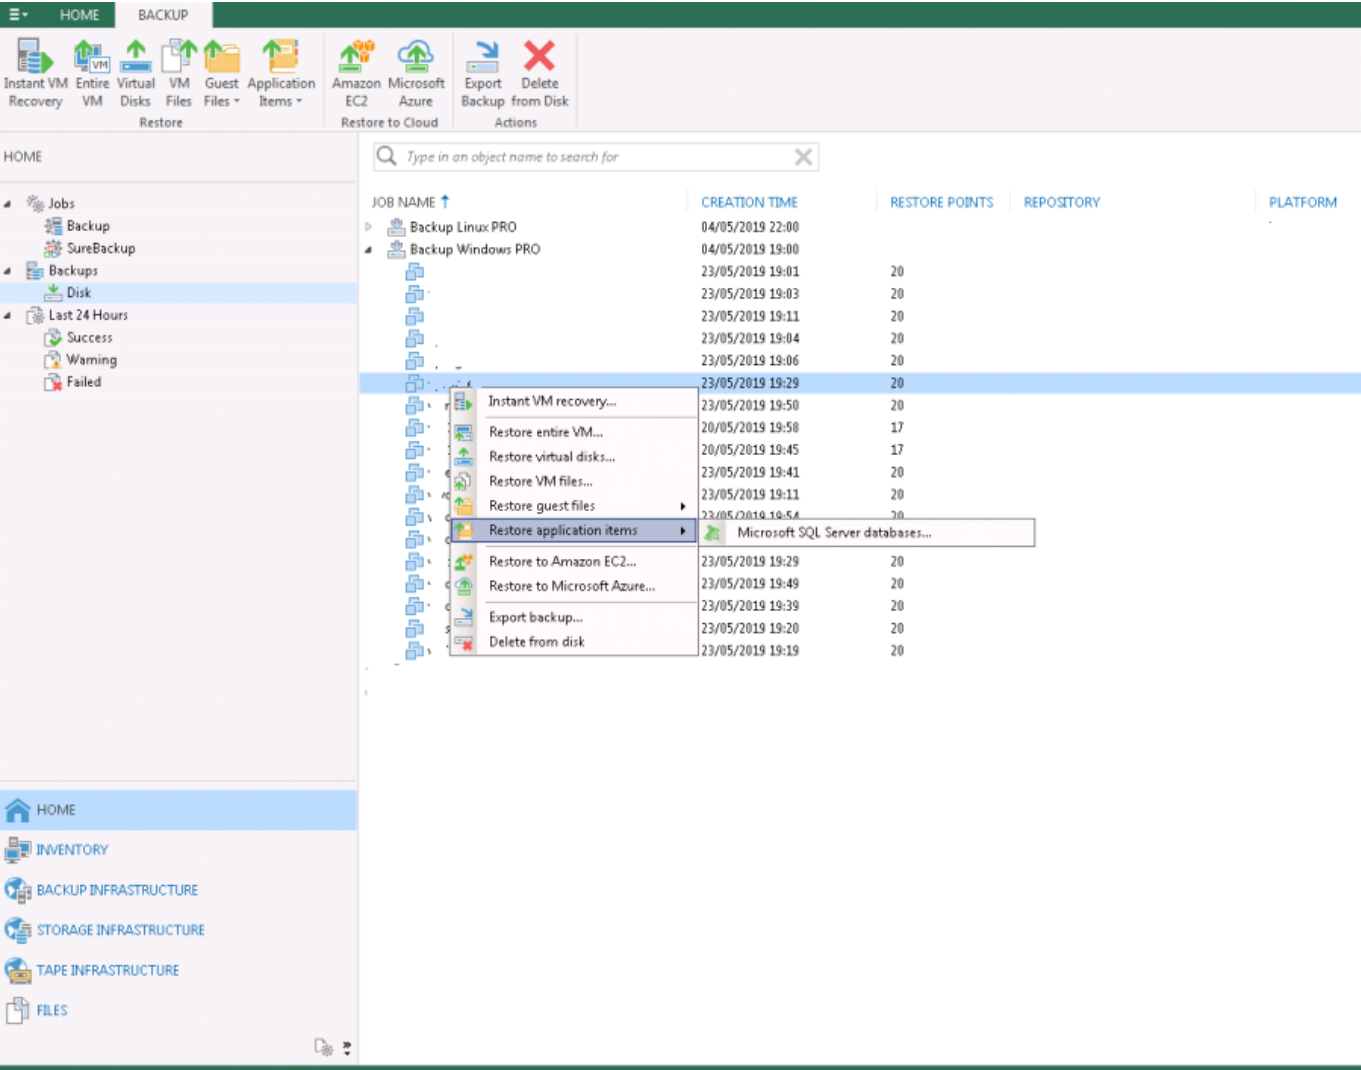 HOME BACKUP
Instant VM Recovery
Entire VM
Virtual Disks
VM Files
Guest Files
Application Items
Amazon EC2
Microsoft Azure
Export Backup
Delete from Disk
Restore
Restore to Cloud
Actions
HOME
Jobs
Backup
SureBackup
Backups
Disk
Last 24 Hours
Success
Warning
Failed
HOME
INVENTORY
BACKUP INFRASTRUCTURE
STORAGE INFRASTRUCTURE
TAPE INFRASTRUCTURE
FILES
Type in an object name to search for
JOB NAME CREATION TIME RESTORE POINTS REPOSITORY PLATFORM
Backup Linux PRO 04/05/2019 22:00
Backup Windows PRO 04/05/2019 19:00
23/05/2019 19:01 20
23/05/2019 19:03 20
23/05/2019 19:11 20
23/05/2019 19:04 20
23/05/2019 19:06 20
23/05/2019 19:29 20
23/05/2019 19:50 20
20/05/2019 19:58 17
20/05/2019 19:45 17
23/05/2019 19:41 20
23/05/2019 19:11 20
23/05/2019 19:54 20
23/05/2019 19:29 20
23/05/2019 19:49 20
23/05/2019 19:39 20
23/05/2019 19:20 20
23/05/2019 19:19 20
Instant VM recovery...
Restore entire VM...
Restore virtual disks...
Restore VM files...
Restore guest files
Restore application items
Microsoft SQL Server databases...
Restore to Amazon EC2...
Restore to Microsoft Azure...
Export backup...
Delete from disk